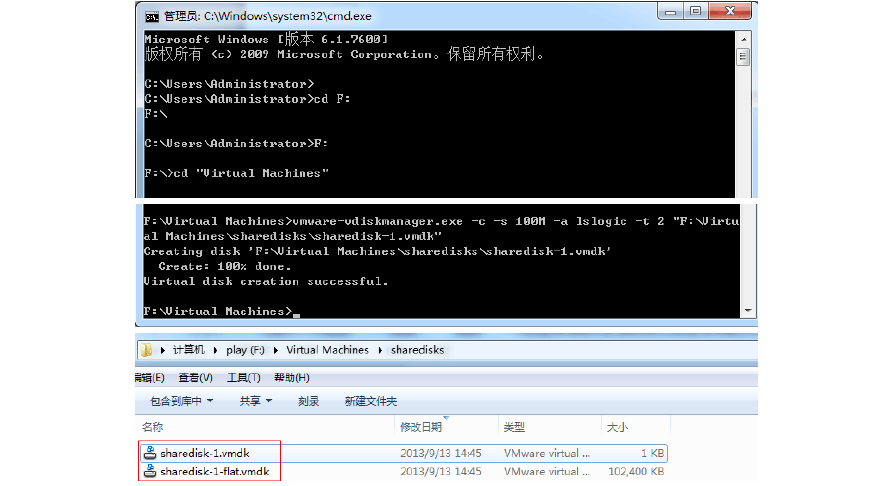 管理员: C:\Windows\system32\cmd.exe
Microsoft Windows [版本 6.1.7600]
版权所有 (c) 2009 Microsoft Corporation。保留所有权利。
C:\Users\Administrator>
C:\Users\Administrator>cd F:
F:\
C:\Users\Administrator>F:
F:\>cd "Virtual Machines"
F:\Virtual Machines>vmware-vdiskmanager.exe -c -s 100M -a lslogic -t 2 "F:\Virtu
al Machines\sharedisks\sharedisk-1.vmdk"
Creating disk 'F:\Virtual Machines\sharedisks\sharedisk-1.vmdk'
Create: 100% done.
Virtual disk creation successful.
F:\Virtual Machines>_
计算机 play (F:) Virtual Machines sharedisks
编辑(E) 查看(V) 工具(T) 帮助(H)
包含到库中 共享 刻录 新建文件夹
名称 修改日期 类型 大小
sharedisk-1.vmdk 2013/9/13 14:45 VMware virtual ... 1 KB
sharedisk-1-flat.vmdk 2013/9/13 14:45 VMware virtual ... 102,400 KB